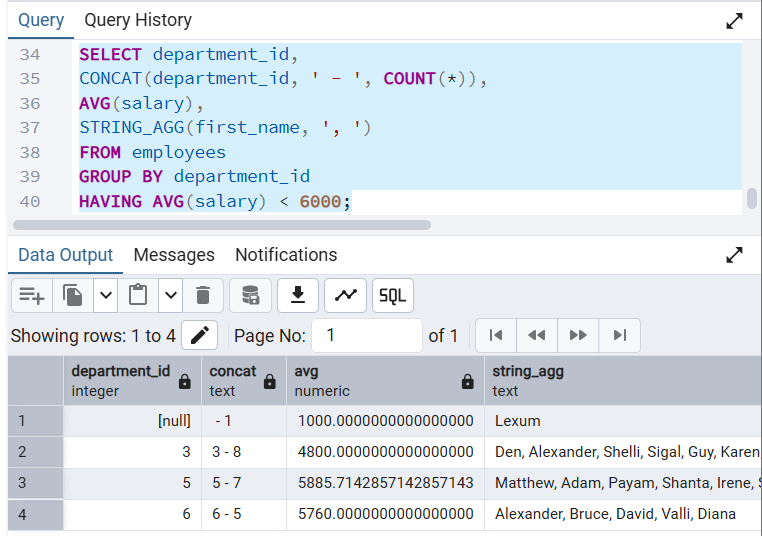 Query Query History
34 SELECT department_id,
35 CONCAT(department_id, ' - ', COUNT(*)),
36 AVG(salary),
37 STRING_AGG(first_name, ', ')
38 FROM employees
39 GROUP BY department_id
40 HAVING AVG(salary) < 6000;
Data Output Messages Notifications
SQL
Showing rows: 1 to 4 Page No: 1 of 1
department_id concat avg string_agg
integer text numeric text
1 [null] - 1 1000.0000000000000000 Lexum
2 3 3 - 8 4800.0000000000000000 Den, Alexander, Shelli, Sigal, Guy, Karen
3 5 5 - 7 5885.7142857142857143 Matthew, Adam, Payam, Shanta, Irene,
4 6 6 - 5 5760.0000000000000000 Alexander, Bruce, David, Valli, Diana